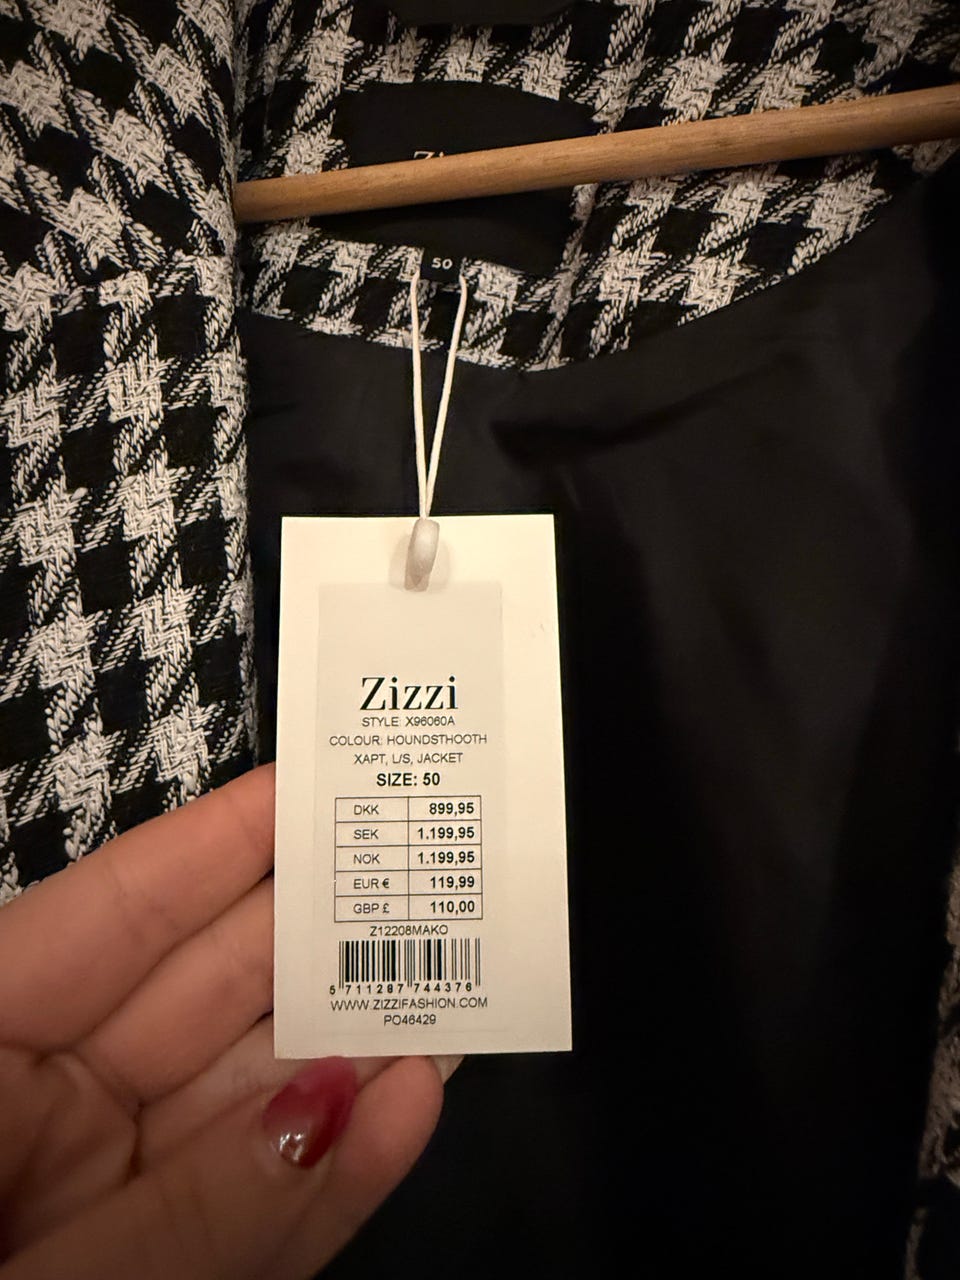 50
Zizzi
STYLE: X96060A
COLOUR: HOUNDSTHOOTH
XAPT, L/S, JACKET
SIZE: 50
DKK 899,95
SEK 1.199,95
NOK 1.199,95
EUR € 119,99
GBP £ 110,00
Z12208MAKO
5 711287 744376
WWW.ZIZZIFASHION.COM
PO46429